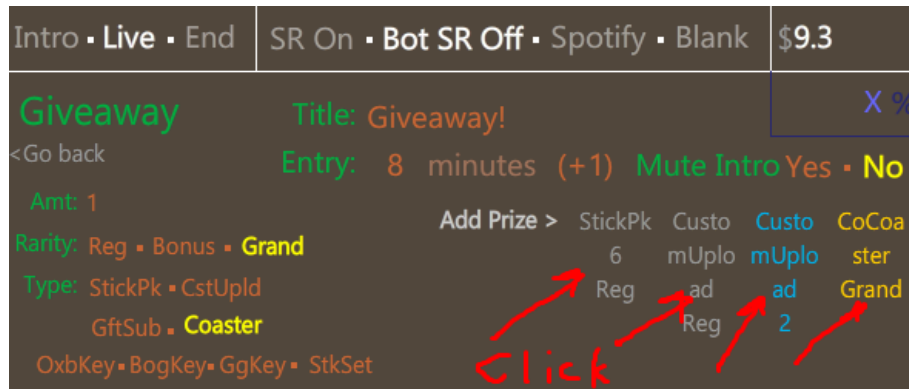 Intro ▪ Live ▪ End SR On ▪ Bot SR Off ▪ Spotify ▪ Blank $9.3
Giveaway Title: Giveaway! X %
<Go back Entry: 8 minutes (+1) Mute Intro Yes ▪ No
Amt: 1 Add Prize > StickPk Custo Custo CoCoa
Rarity: Reg ▪ Bonus ▪ Grand 6 mUplo mUplo ster
Type: StickPk ▪ CstUpld Reg ad ad Grand
GftSub ▪ Coaster Reg 2
OxbKey ▪ BogKey ▪ GgKey ▪ StkSet Click